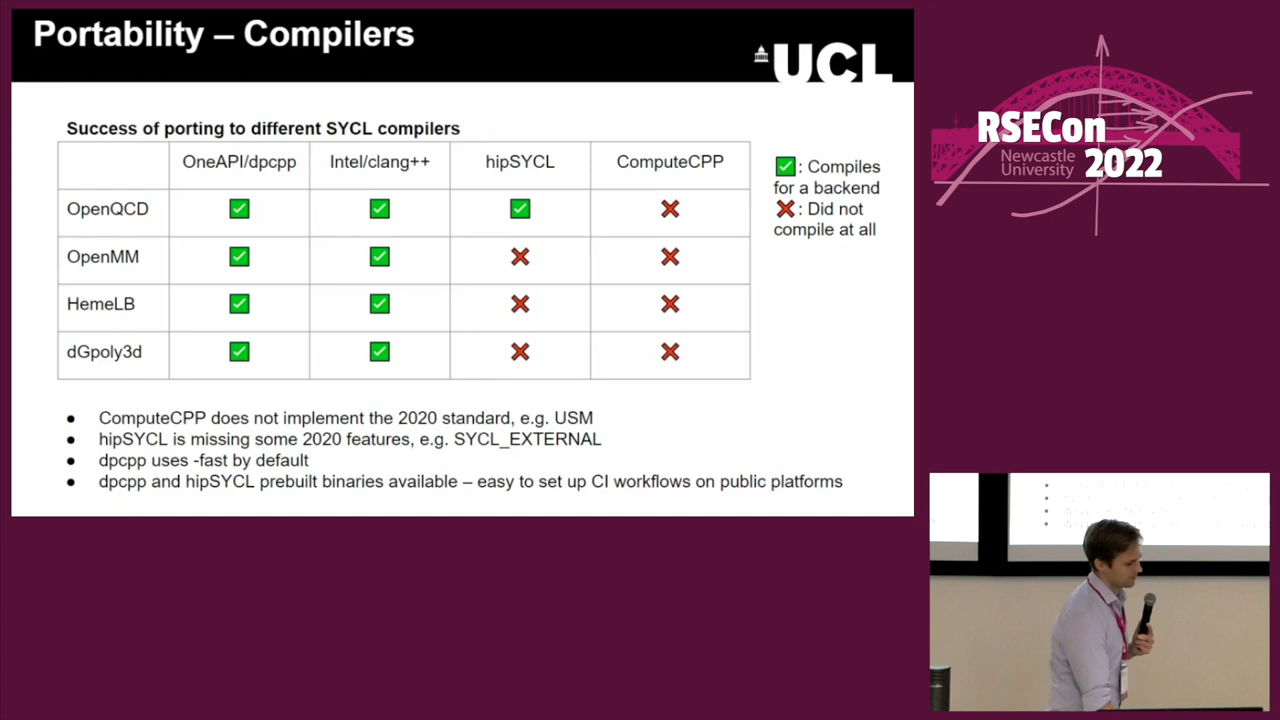 Portability – Compilers
UCL
Success of porting to different SYCL compilers
OneAPI/dpcpp Intel/clang++ hipSYCL ComputeCPP
OpenQCD ✅ ✅ ✅ ❌
OpenMM ✅ ✅ ❌ ❌
HemeLB ✅ ✅ ❌ ❌
dGpoly3d ✅ ✅ ❌ ❌
✅: Compiles
for a backend
❌: Did not
compile at all
● ComputeCPP does not implement the 2020 standard, e.g. USM
● hipSYCL is missing some 2020 features, e.g. SYCL_EXTERNAL
● dpcpp uses -fast by default
● dpcpp and hipSYCL prebuilt binaries available – easy to set up CI workflows on public platforms
RSECon
Newcastle
University 2022